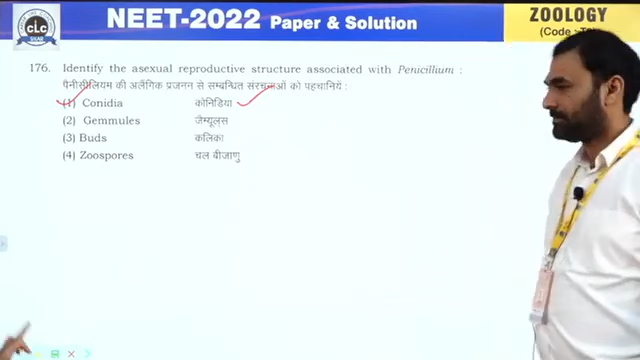 CLC
SIKAR
NEET-2022 Paper & Solution
ZOOLOGY
176. Identify the asexual reproductive structure associated with Penicillium :
पैनीसीलियम की अलैंगिक प्रजनन से सम्बन्धित संरचनाओं को पहचानिये :
(1) Conidia कोनिडिया
(2) Gemmules जैम्यूलस
(3) Buds कलिका
(4) Zoospores चल बीजाणु